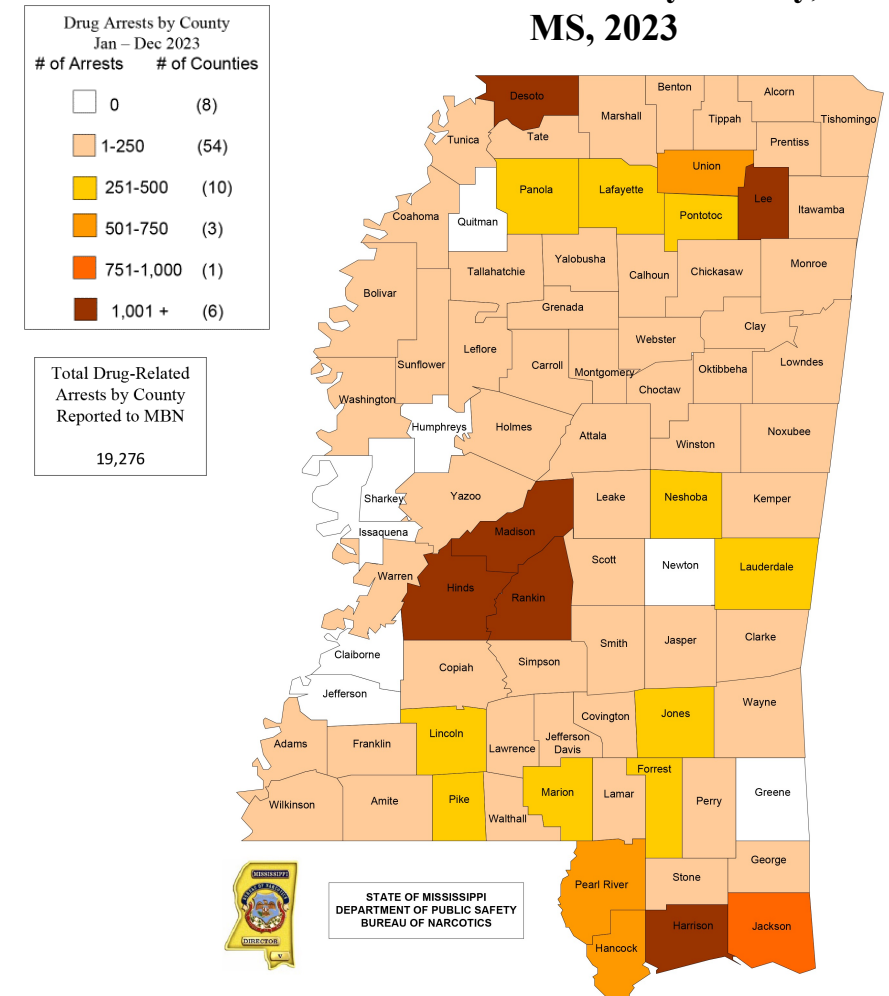 MS, 2023
Drug Arrests by County
Jan – Dec 2023
# of Arrests # of Counties
0 (8)
1-250 (54)
251-500 (10)
501-750 (3)
751-1,000 (1)
1,001 + (6)
Total Drug-Related
Arrests by County
Reported to MBN
19,276
Desoto
Benton
Alcorn
Marshall
Tippah
Tishomingo
Tunica
Tate
Prentiss
Union
Panola
Lafayette
Lee
Coahoma
Quitman
Pontotoc
Itawamba
Tallahatchie
Yalobusha
Calhoun
Chickasaw
Monroe
Bolivar
Grenada
Clay
Leflore
Webster
Sunflower
Carroll
Montgomery
Oktibbeha
Lowndes
Choctaw
Washington
Humphreys
Holmes
Attala
Winston
Noxubee
Sharkey
Yazoo
Leake
Neshoba
Kemper
Issaquena
Madison
Scott
Newton
Lauderdale
Warren
Hinds
Rankin
Claiborne
Copiah
Simpson
Smith
Jasper
Clarke
Jefferson
Wayne
Adams
Franklin
Lincoln
Lawrence
Jefferson
Davis
Covington
Jones
Wilkinson
Amite
Pike
Walthall
Marion
Lamar
Forrest
Perry
Greene
George
Pearl River
Stone
Hancock
Harrison
Jackson
MISSISSIPPI
BUREAU OF NARCOTICS
DIRECTOR
V
STATE OF MISSISSIPPI
DEPARTMENT OF PUBLIC SAFETY
BUREAU OF NARCOTICS